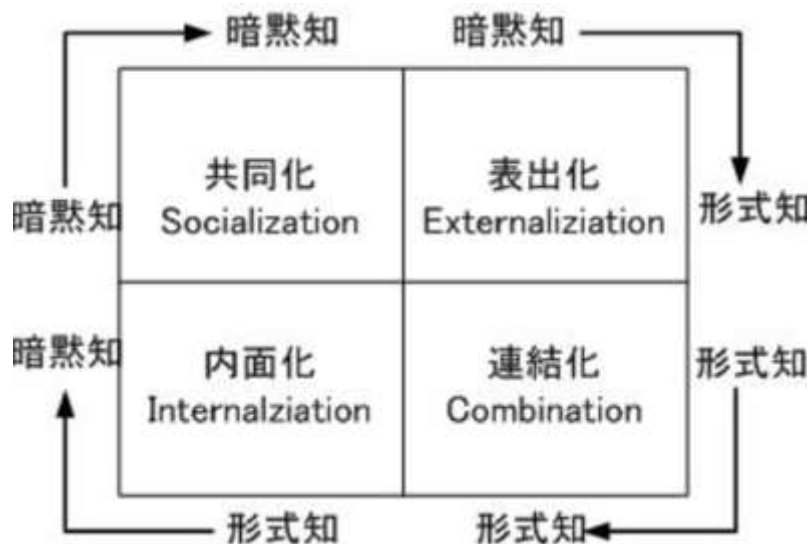 暗黙知
暗黙知
共同化
Socialization
表出化
Externaliziation
暗黙知
形式知
暗黙知
内面化
Internalziation
連結化
Combination
形式知
形式知
形式知